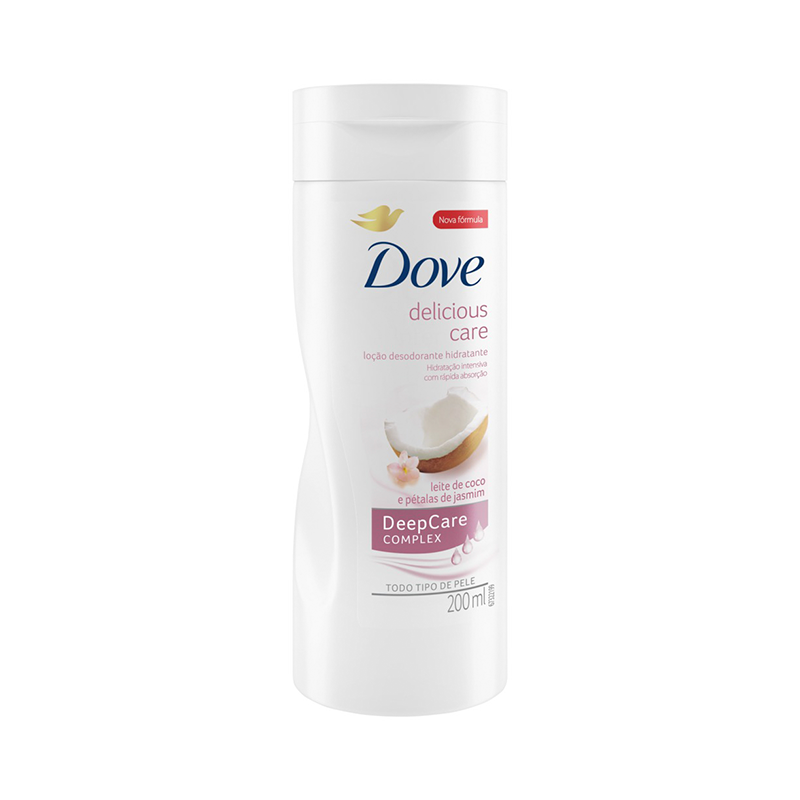 Nova fórmula
Dove
delicious
care
loção desodorante hidratante
Hidratação intensiva
com rápida absorção
leite de coco
e pétalas de jasmim
DeepCare
COMPLEX
TODO TIPO DE PELE
200 ml